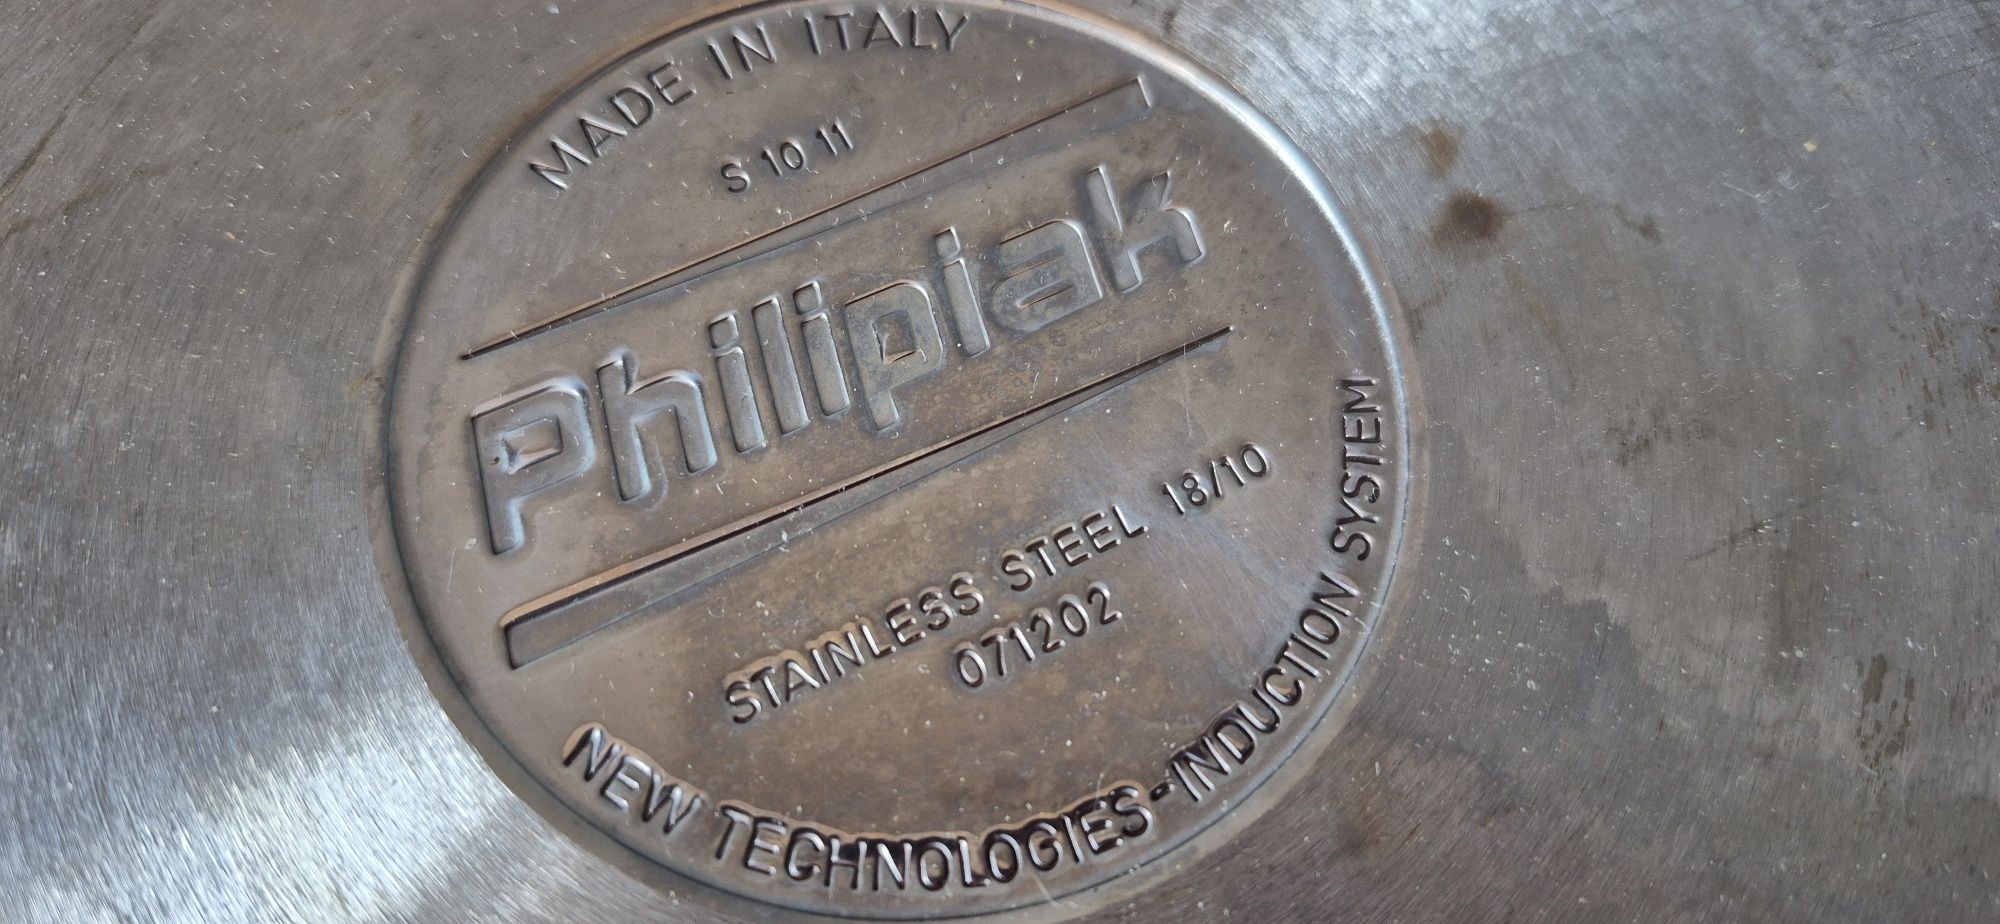 MADE IN ITALY
S 10 11
Philipiak
STAINLESS STEEL 18/10
071202
NEW TECHNOLOGIES-INDUCTION SYSTEM